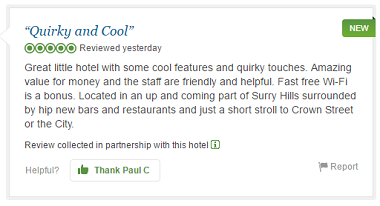 NEW
“Quirky and Cool”
Reviewed yesterday
Great little hotel with some cool features and quirky touches. Amazing
value for money and the staff are friendly and helpful. Fast free Wi-Fi
is a bonus. Located in an up and coming part of Surry Hills surrounded
by hip new bars and restaurants and just a short stroll to Crown Street
or the City.
Review collected in partnership with this hotel i
Helpful? Thank Paul C Report